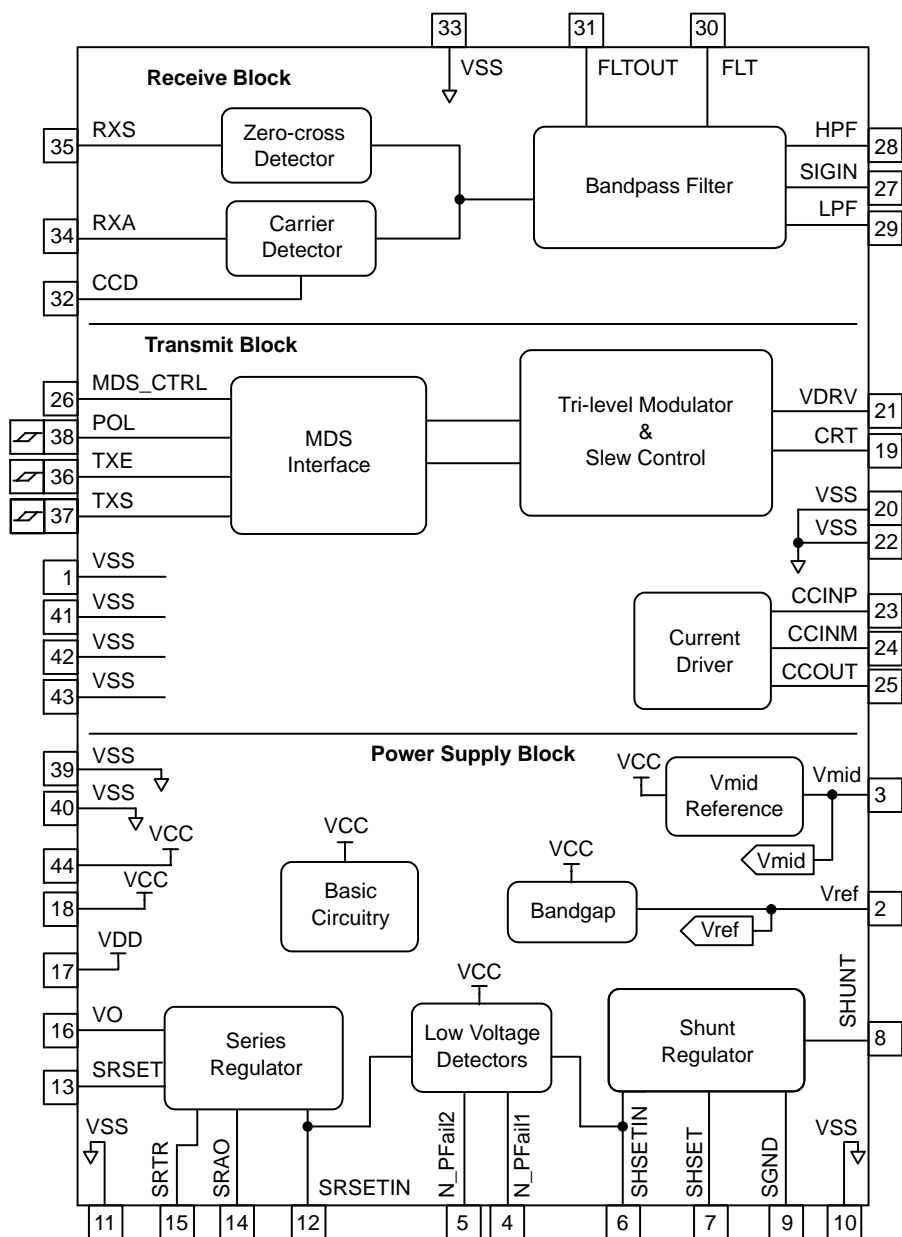 33
31
30
VSS
FLTOUT
FLT
Receive Block
35
RXS
Zero-cross
Detector
Bandpass Filter
HPF
28
SIGIN
27
LPF
29
34
RXA
Carrier
Detector
32
CCD
Transmit Block
26
MDS_CTRL
38
POL
36
TXE
37
TXS
MDS
Interface
Tri-level Modulator
&
Slew Control
VDRV
21
CRT
19
VSS
20
VSS
22
1
VSS
41
VSS
42
VSS
43
VSS
Current
Driver
CCINP
23
CCINM
24
CCOUT
25
Power Supply Block
39
VSS
40
VSS
44
VCC
18
VCC
17
VDD
VCC
Basic
Circuitry
VCC
Vmid
Reference
Vmid
3
Vmid
VCC
Bandgap
Vref
2
Vref
16
VO
13
SRSET
Series
Regulator
VCC
Low Voltage
Detectors
Shunt
Regulator
SHUNT
8
VSS
SRTR
SRAO
SRSETIN
N_PFail2
N_PFail1
SHSETIN
SHSET
SGND
VSS
11
15
14
12
5
4
6
7
9
10